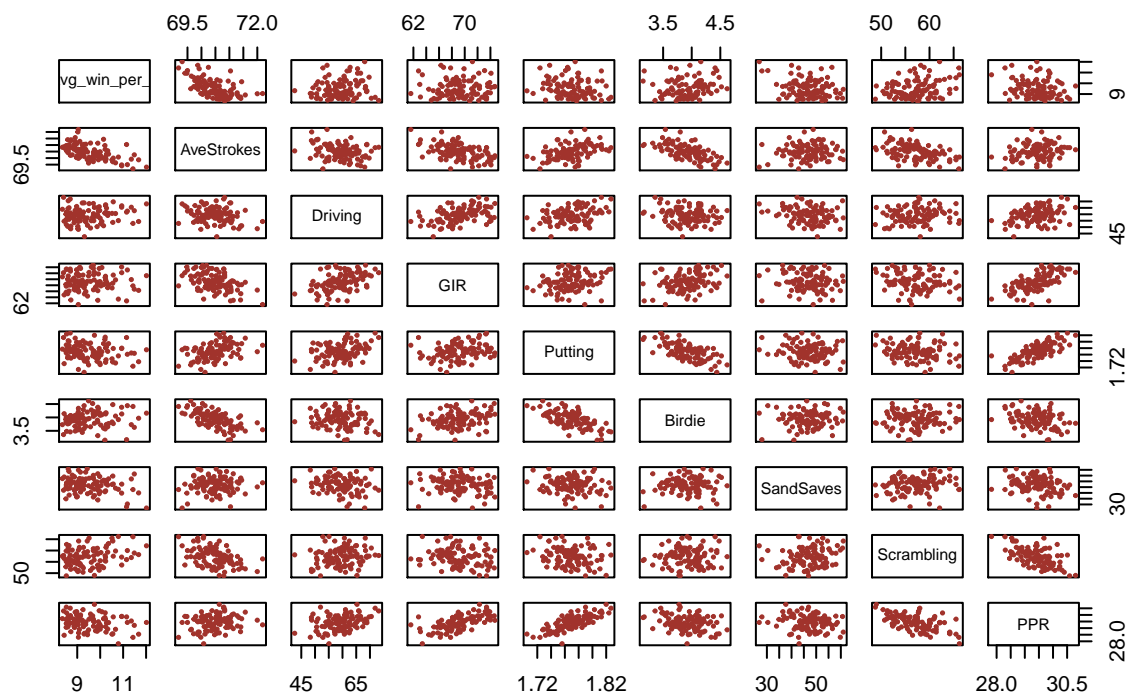 69.5 72.0 62 70 3.5 4.5 50 60
vg_win_per_
9
69.5
AveStrokes
Driving
45
62
GIR
Putting
1.72
3.5
Birdie
SandSaves
30
50
Scrambling
PPR
28.0
9 11 45 65 1.72 1.82 30 50 28.0 30.5